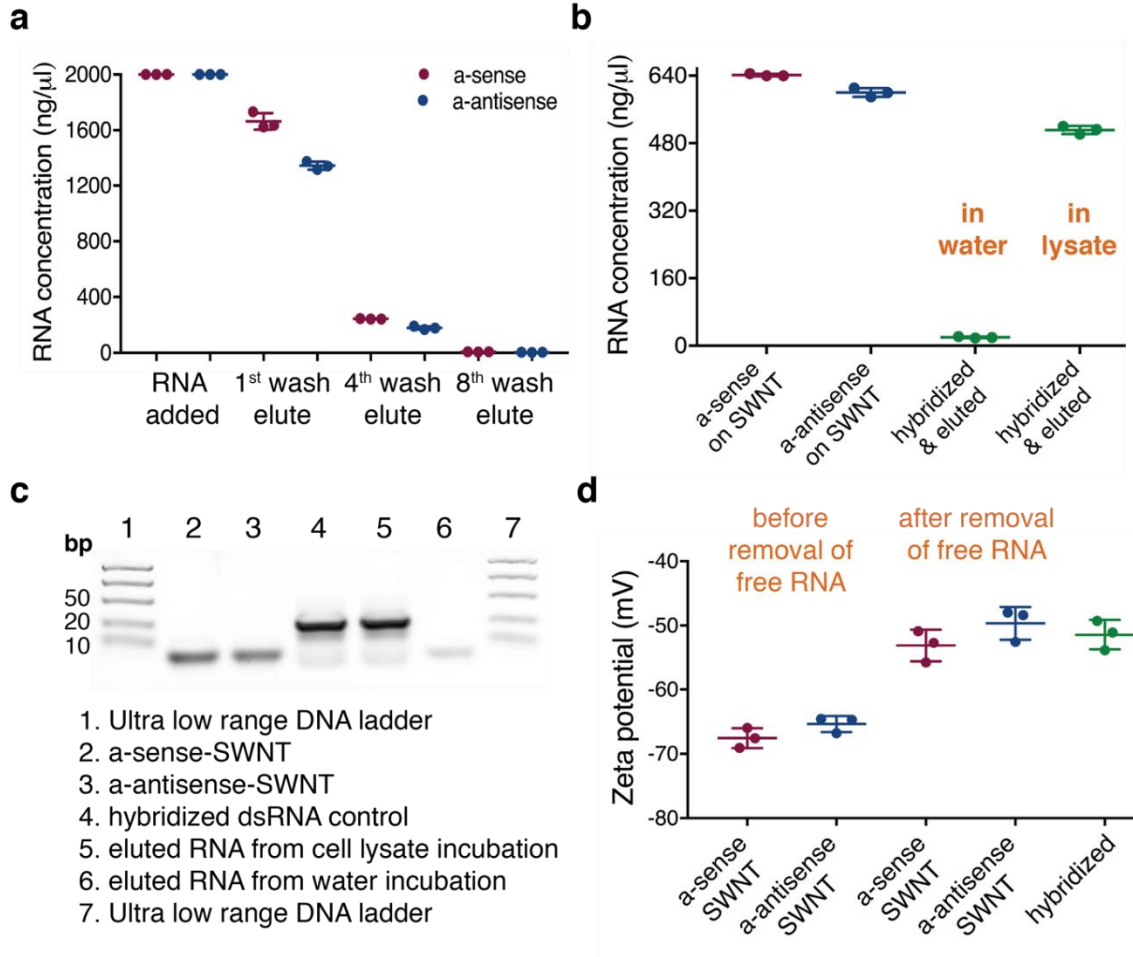 a
RNA concentration (ng/µl)
2000
1600
1200
800
400
0
a-sense
a-antisense
RNA
added
1st wash
elute
4th wash
elute
8th wash
elute
b
RNA concentration (ng/µl)
640
480
320
160
0
in
water
in
lysate
a-sense
on SWNT
a-antisense
on SWNT
hybridized
& eluted
hybridized
& eluted
c
1 2 3 4 5 6 7
bp
50
20
10
1. Ultra low range DNA ladder
2. a-sense-SWNT
3. a-antisense-SWNT
4. hybridized dsRNA control
5. eluted RNA from cell lysate incubation
6. eluted RNA from water incubation
7. Ultra low range DNA ladder
d
before
removal of
free RNA
after removal
of free RNA
Zeta potential (mV)
-40
-50
-60
-70
-80
a-sense
SWNT
a-antisense
SWNT
a-sense
SWNT
a-antisense
SWNT
hybridized